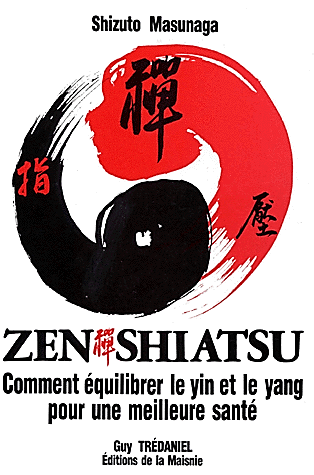 Shizuto Masunaga
禪
指
壓
ZEN禪SHIATSU
Comment équilibrer le yin et le yang
pour une meilleure santé
Guy TRÉDANIEL
Éditions de la Maisnie